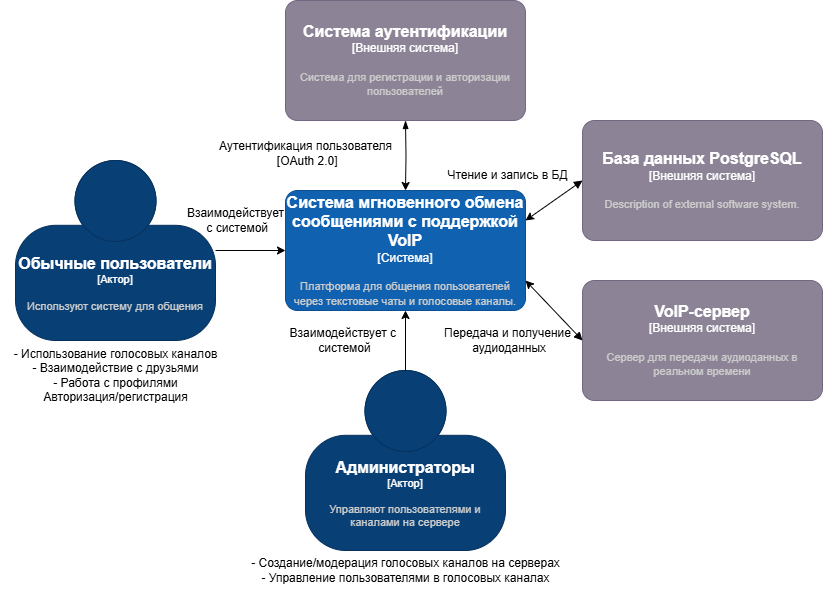 Система аутентификации
[Внешняя система]
Система для регистрации и авторизации
пользователей
Аутентификация пользователя
[OAuth 2.0]
База данных PostgreSQL
[Внешняя система]
Description of external software system.
Чтение и запись в БД
Система мгновенного обмена
сообщениями с поддержкой
VoIP
[Система]
Платформа для общения пользователей
через текстовые чаты и голосовые каналы.
Взаимодействует
с системой
Обычные пользователи
[Актор]
Используют систему для общения
- Использование голосовых каналов
- Взаимодействие с друзьями
- Работа с профилями
Авторизация/регистрация
Взаимодействует с
системой
Передача и получение
аудиоданных
VoIP-сервер
[Внешняя система]
Сервер для передачи аудиоданных в
реальном времени
Администраторы
[Актор]
Управляют пользователями и
каналами на сервере
- Создание/модерация голосовых каналов на серверах
- Управление пользователями в голосовых каналах